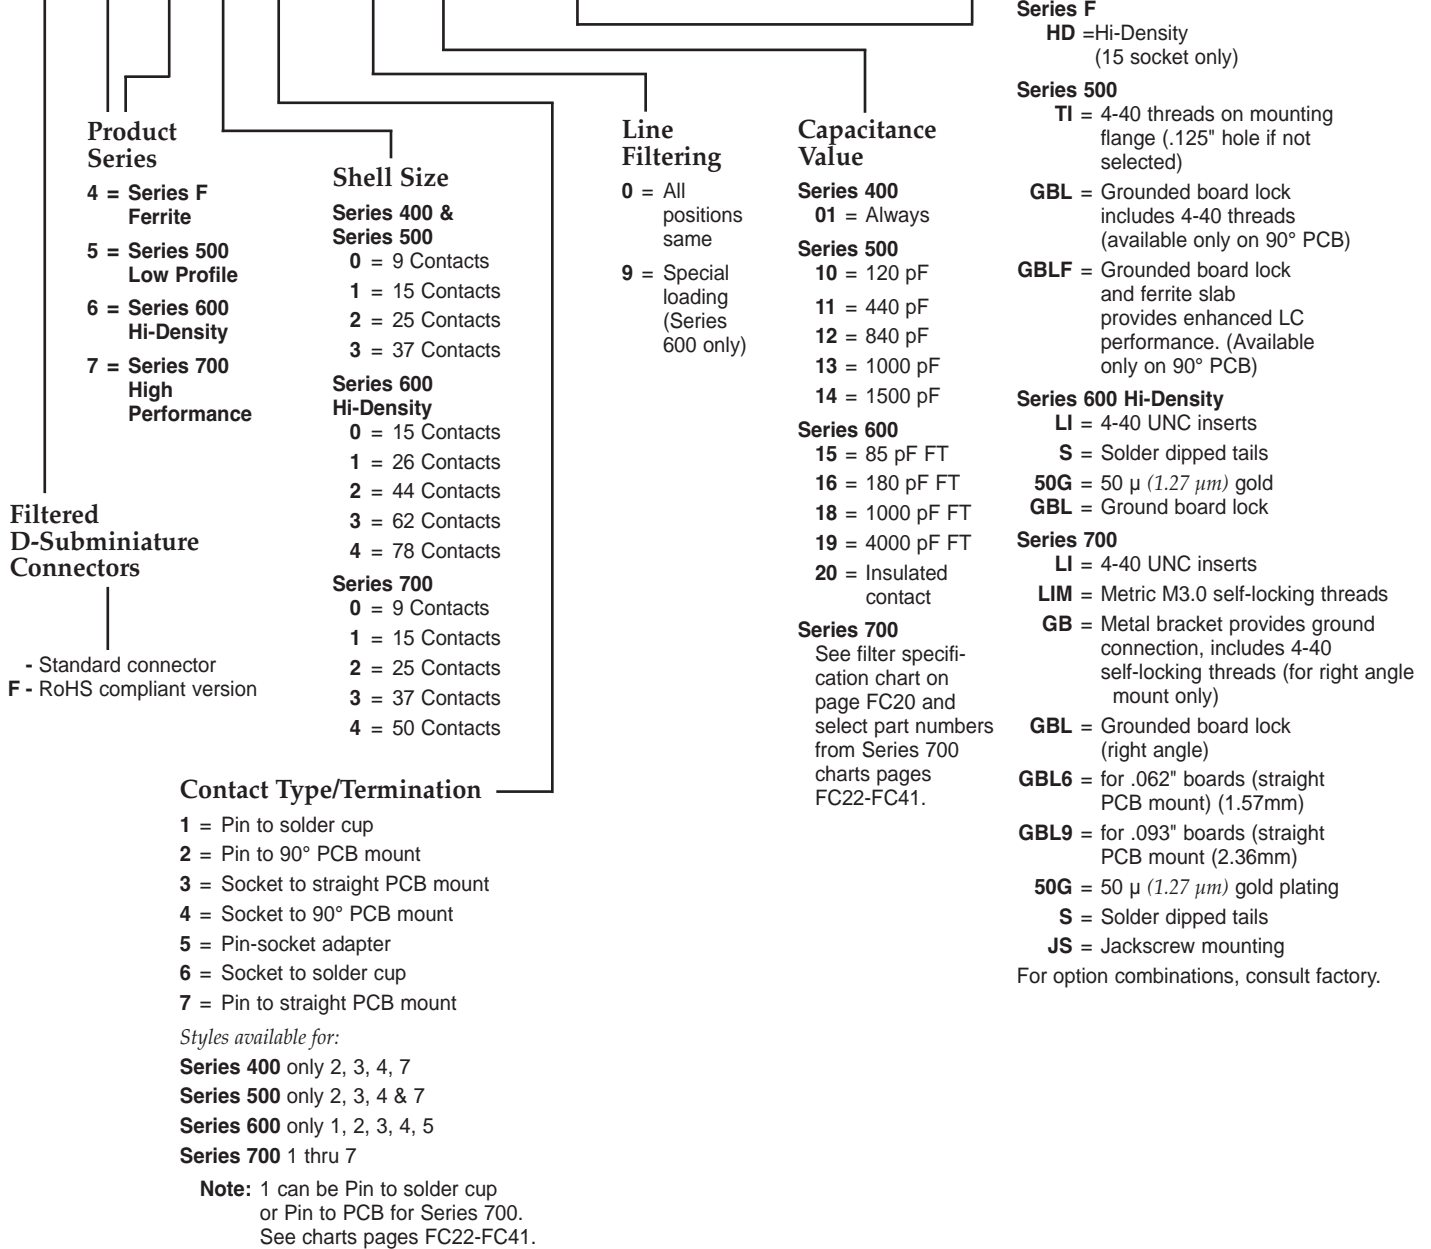 Product
Series
4 = Series F
Ferrite
5 = Series 500
Low Profile
6 = Series 600
Hi-Density
7 = Series 700
High
Performance
Filtered
D-Subminiature
Connectors
- Standard connector
F - RoHS compliant version
Shell Size
Series 400 &
Series 500
0 = 9 Contacts
1 = 15 Contacts
2 = 25 Contacts
3 = 37 Contacts
Series 600
Hi-Density
0 = 15 Contacts
1 = 26 Contacts
2 = 44 Contacts
3 = 62 Contacts
4 = 78 Contacts
Series 700
0 = 9 Contacts
1 = 15 Contacts
2 = 25 Contacts
3 = 37 Contacts
4 = 50 Contacts
Contact Type/Termination
1 = Pin to solder cup
2 = Pin to 90° PCB mount
3 = Socket to straight PCB mount
4 = Socket to 90° PCB mount
5 = Pin-socket adapter
6 = Socket to solder cup
7 = Pin to straight PCB mount
Styles available for:
Series 400 only 2, 3, 4, 7
Series 500 only 2, 3, 4 & 7
Series 600 only 1, 2, 3, 4, 5
Series 700 1 thru 7
Note: 1 can be Pin to solder cup
or Pin to PCB for Series 700.
See charts pages FC22-FC41.
Line
Filtering
0 = All
positions
same
9 = Special
loading
(Series
600 only)
Capacitance
Value
Series 400
01 = Always
Series 500
10 = 120 pF
11 = 440 pF
12 = 840 pF
13 = 1000 pF
14 = 1500 pF
Series 600
15 = 85 pF FT
16 = 180 pF FT
18 = 1000 pF FT
19 = 4000 pF FT
20 = Insulated
contact
Series 700
See filter specifi-
cation chart on
page FC20 and
select part numbers
from Series 700
charts pages
FC22-FC41.
Series F
HD =Hi-Density
(15 socket only)
Series 500
TI = 4-40 threads on mounting
flange (.125" hole if not
selected)
GBL = Grounded board lock
includes 4-40 threads
(available only on 90° PCB)
GBLF = Grounded board lock
and ferrite slab
provides enhanced LC
performance. (Available
only on 90° PCB)
Series 600 Hi-Density
LI = 4-40 UNC inserts
S = Solder dipped tails
50G = 50 µ (1.27 µm) gold
GBL = Ground board lock
Series 700
LI = 4-40 UNC inserts
LIM = Metric M3.0 self-locking threads
GB = Metal bracket provides ground
connection, includes 4-40
self-locking threads (for right angle
mount only)
GBL = Grounded board lock
(right angle)
GBL6 = for .062" boards (straight
PCB mount) (1.57mm)
GBL9 = for .093" boards (straight
PCB mount (2.36mm)
50G = 50 µ (1.27 µm) gold plating
S = Solder dipped tails
JS = Jackscrew mounting
For option combinations, consult factory.